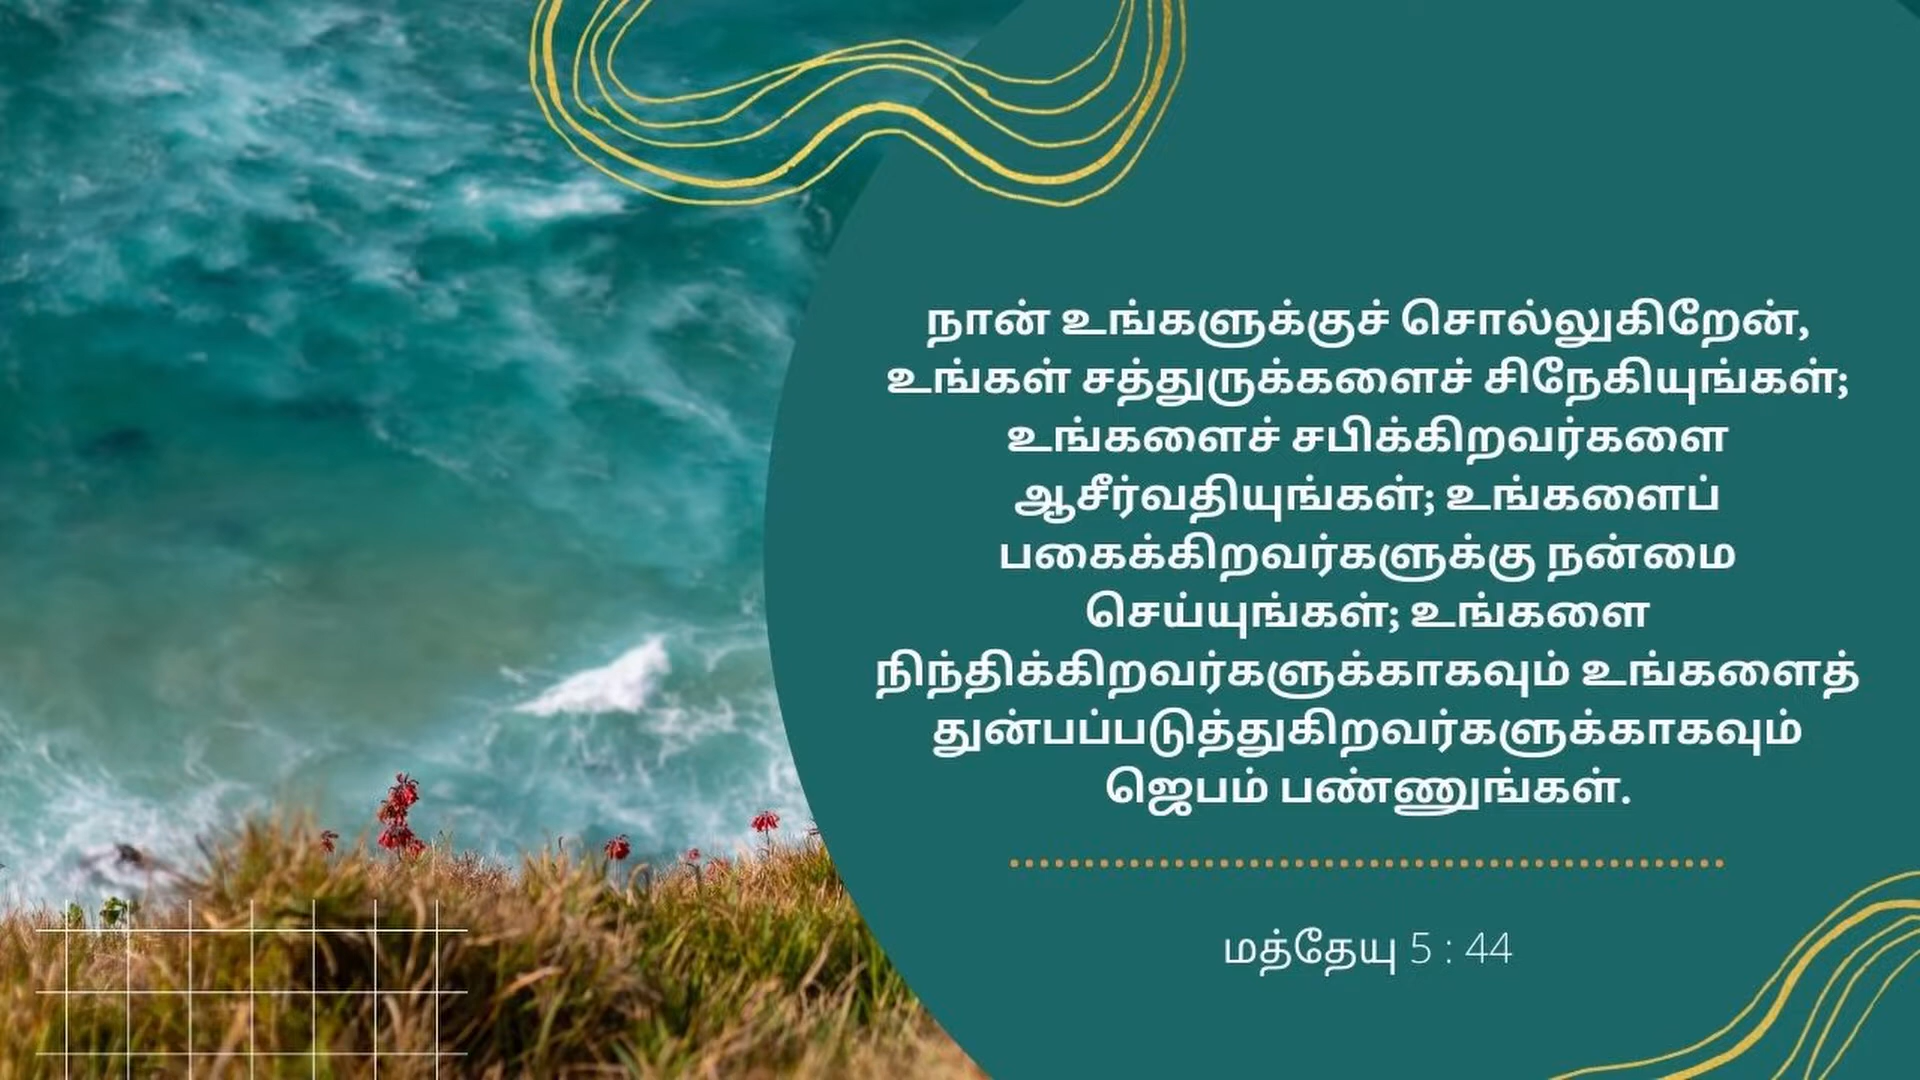 நான் உங்களுக்குச் சொல்லுகிறேன்,
உங்கள் சத்துருக்களைச் சிநேகியுங்கள்;
உங்களைச் சபிக்கிறவர்களை
ஆசீர்வதியுங்கள்; உங்களைப்
பகைக்கிறவர்களுக்கு நன்மை
செய்யுங்கள்; உங்களை
நிந்திக்கிறவர்களுக்காகவும் உங்களைத்
துன்பப்படுத்துகிறவர்களுக்காகவும்
ஜெபம் பண்ணுங்கள்.
மத்தேயு 5 : 44